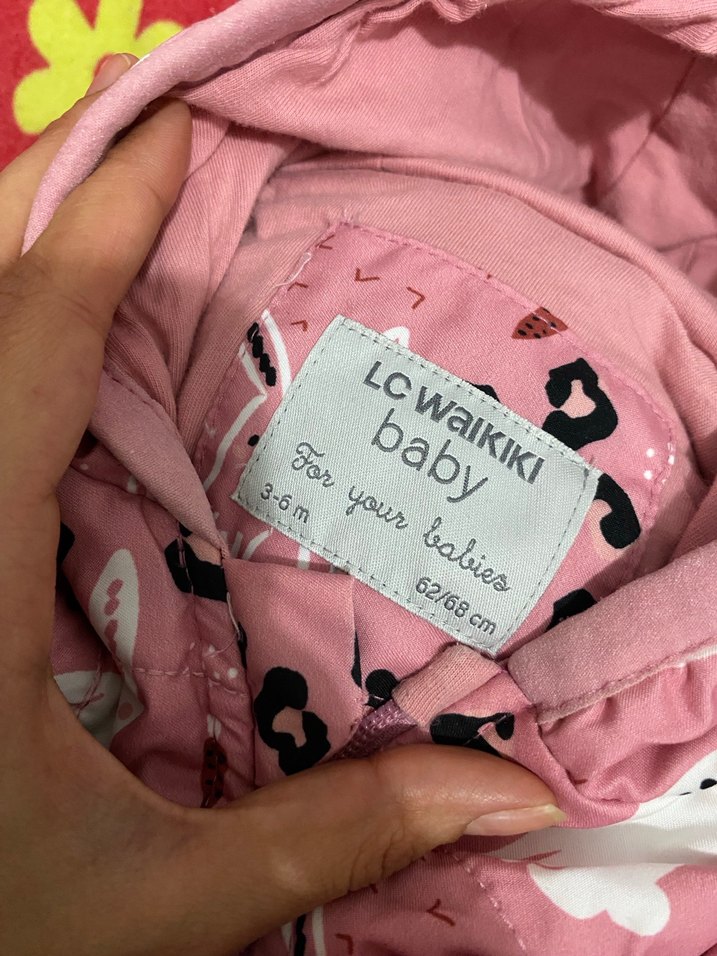 LC WAIKIKI
baby
For your babies
3-6 m
62/68 cm